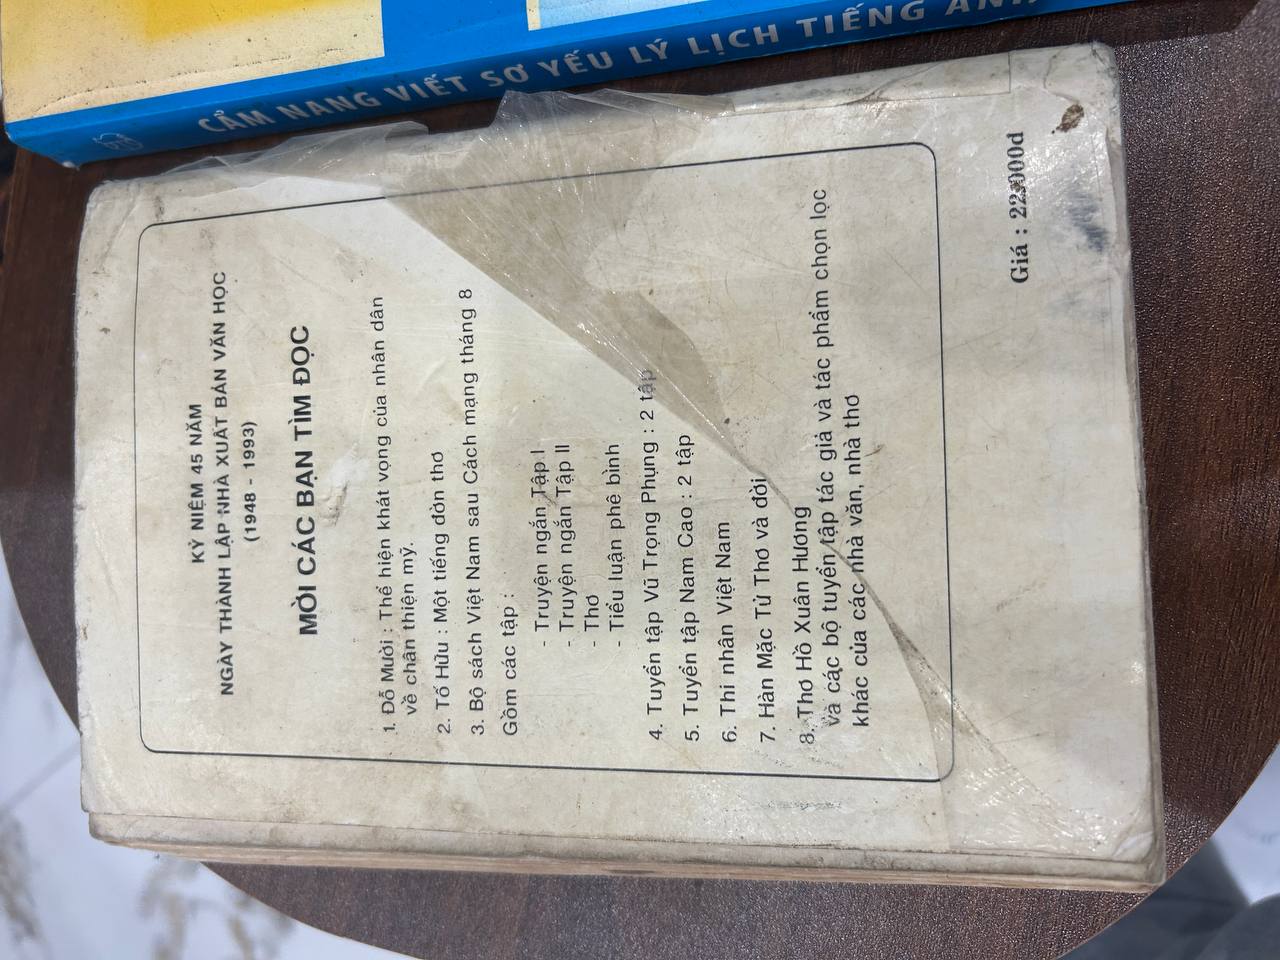 CẨM NANG VIẾT SƠ YẾU LÝ LỊCH TIẾNG ANH
KỶ NIỆM 45 NĂM
NGÀY THÀNH LẬP NHÀ XUẤT BẢN VĂN HỌC
(1948 - 1993)
MỜI CÁC BẠN TÌM ĐỌC
1. Đỗ Mười : Thể hiện khát vọng của nhân dân
về chân thiện mỹ.
2. Tố Hữu : Một tiếng đờn thơ
3. Bộ sách Việt Nam sau Cách mạng tháng 8
Gồm các tập :
- Truyện ngắn Tập I
- Truyện ngắn Tập II
- Thơ
- Tiểu luận phê bình
4. Tuyển tập Vũ Trọng Phụng : 2 tập
5. Tuyển tập Nam Cao : 2 tập
6. Thi nhân Việt Nam
7. Hàn Mặc Tử Thơ và đời
8. Thơ Hồ Xuân Hương
và các bộ tuyển tập tác giả và tác phẩm chọn lọc
khác của các nhà văn, nhà thơ
Giá :